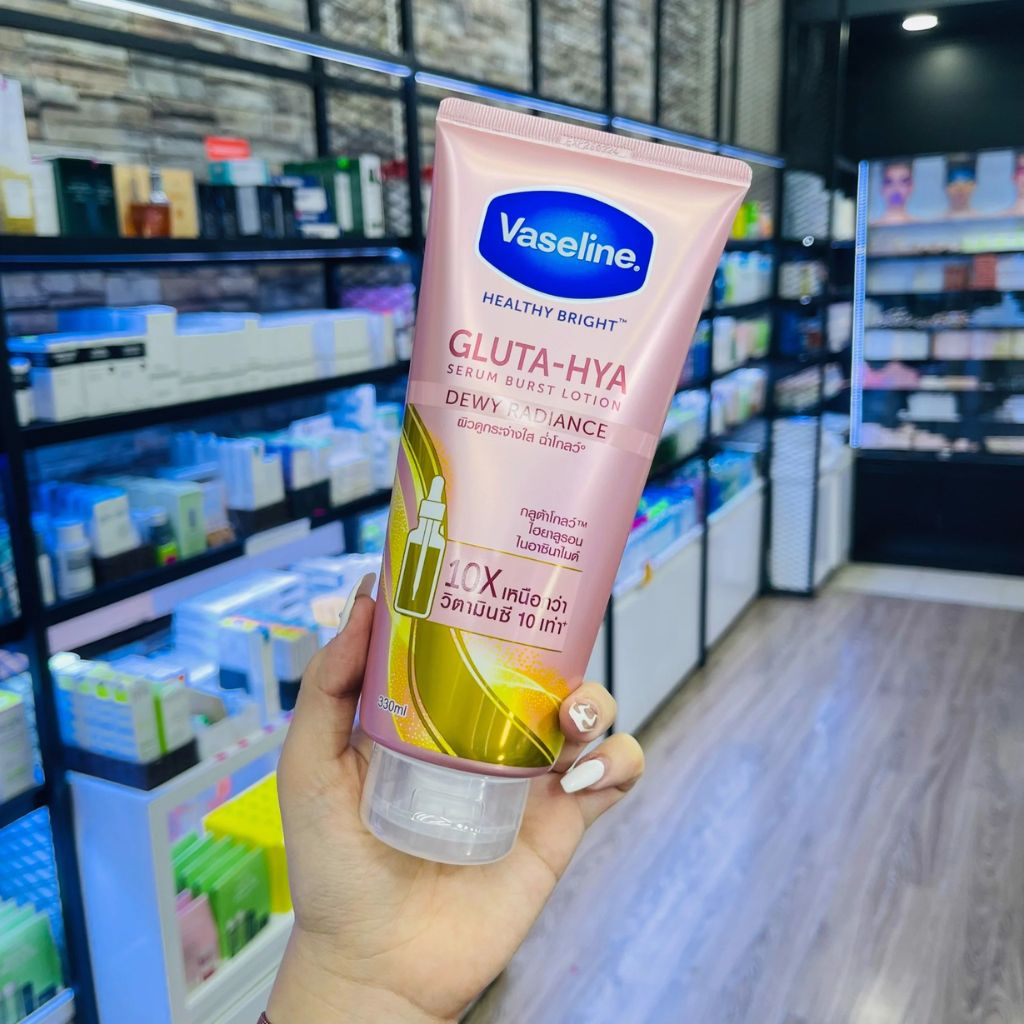 Vaseline.
HEALTHY BRIGHT™
GLUTA-HYA
SERUM BURST LOTION
DEWY RADIANCE
ผิวดูกระจ่างใส ฉ่ำโกลว์°
กลูต้าโกลว์™
ไฮยาลูรอน
ไนอาซินาไมด์
10X เหนือกว่า
วิตามินซี 10 เท่า⁺
330ml